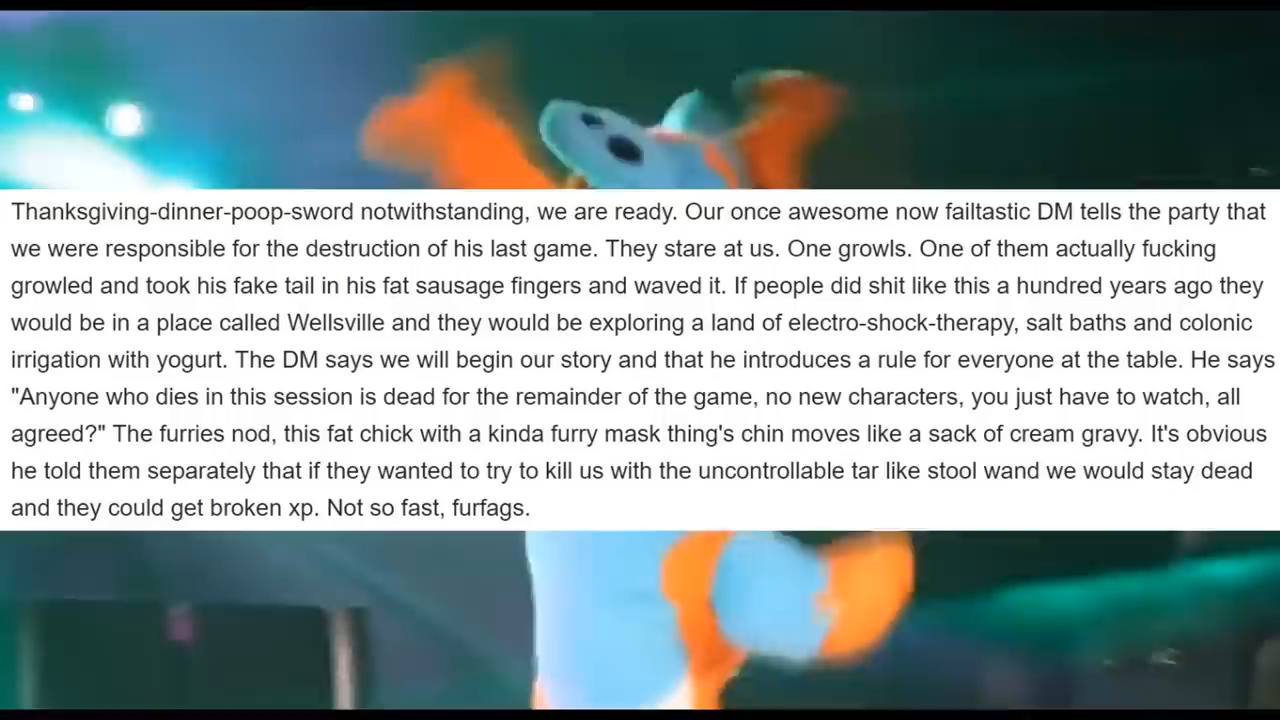 Thanksgiving-dinner-poop-sword notwithstanding, we are ready. Our once awesome now failtastic DM tells the party that
we were responsible for the destruction of his last game. They stare at us. One growls. One of them actually fucking
growled and took his fake tail in his fat sausage fingers and waved it. If people did shit like this a hundred years ago they
would be in a place called Wellsville and they would be exploring a land of electro-shock-therapy, salt baths and colonic
irrigation with yogurt. The DM says we will begin our story and that he introduces a rule for everyone at the table. He says
"Anyone who dies in this session is dead for the remainder of the game, no new characters, you just have to watch, all
agreed?" The furries nod, this fat chick with a kinda furry mask thing's chin moves like a sack of cream gravy. It's obvious
he told them separately that if they wanted to try to kill us with the uncontrollable tar like stool wand we would stay dead
and they could get broken xp. Not so fast, furfags.